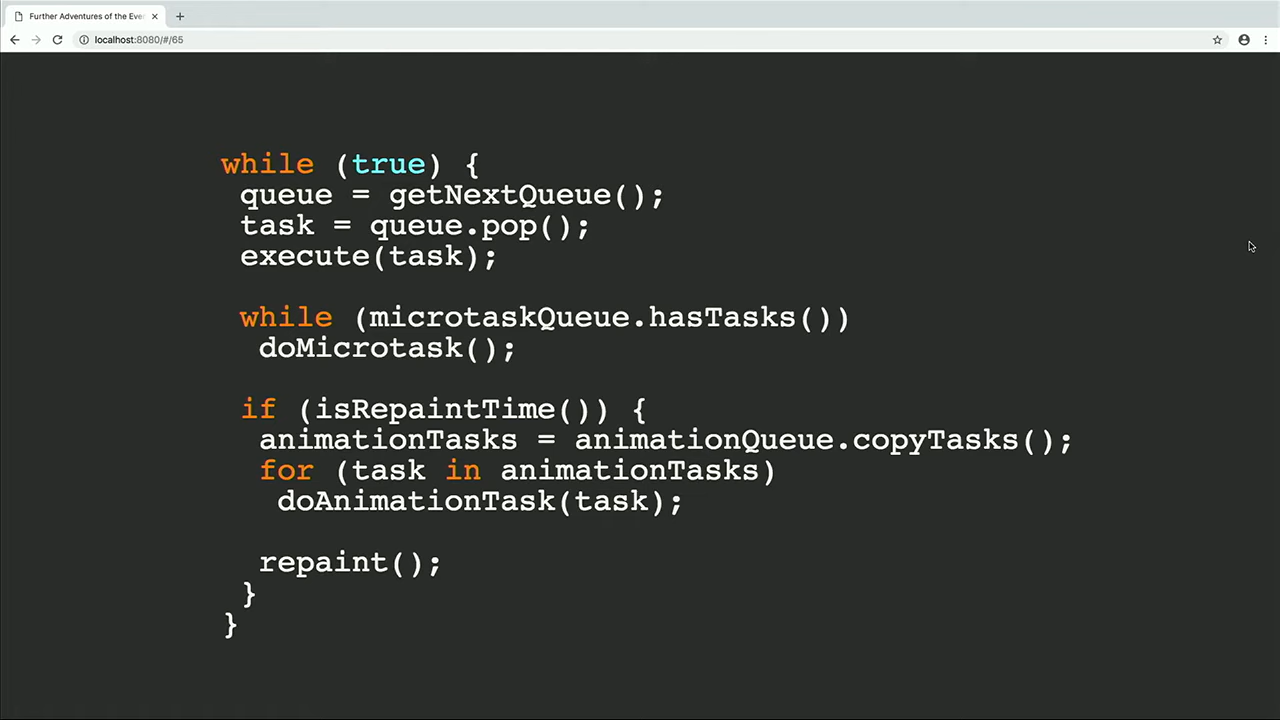 Further Adventures of the Eve
localhost:8080/#/65
while (true) {
queue = getNextQueue();
task = queue.pop();
execute(task);
while (microtaskQueue.hasTasks())
doMicrotask();
if (isRepaintTime()) {
animationTasks = animationQueue.copyTasks();
for (task in animationTasks)
doAnimationTask(task);
repaint();
}
}